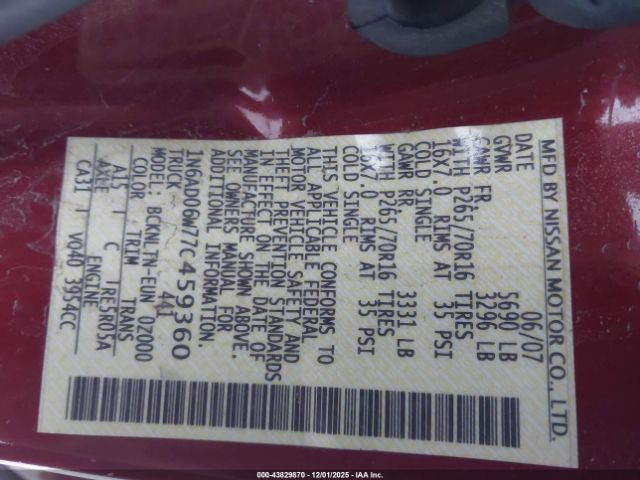 MFD BY NISSAN MOTOR CO., LTD.
DATE 06/07
GVWR 5690 LB
GAWR FR. 3296 LB
WITH P265/70R16 TIRES
16X7.0 RIMS AT 35 PSI
COLD SINGLE
GAWR RR 3331 LB
WITH P265/70R16 TIRES
16X7.0 RIMS AT 35 PSI
COLD SINGLE
THIS VEHICLE CONFORMS TO
ALL APPLICABLE FEDERAL
MOTOR VEHICLE SAFETY AND
THEFT PREVENTION STANDARDS
IN EFFECT ON THE DATE OF
MANUFACTURE SHOWN ABOVE.
SEE OWNERS MANUAL FOR
ADDITIONAL INFORMATION.
1N6AD06W77C459360
TRUCK 441
MODEL: BCKNLTN-EUN 0Z000
COLOR TRIM TRANS
A15 I C IRE5R05A
AXLE ENGINE
CA31 I VQ40 3954CC
000-43829870 | 12/01/2025 - IAA Inc.